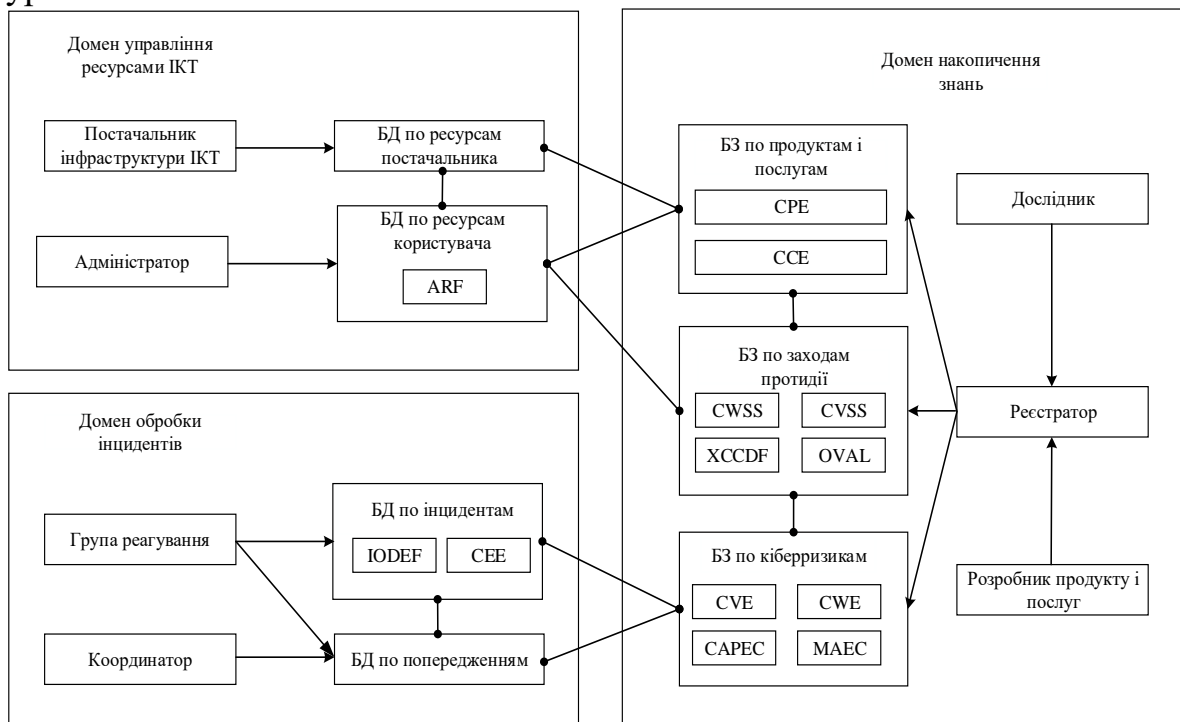 ур
Домен управління
ресурсами ІКТ
Постачальник
інфраструктури ІКТ
БД по ресурсам
постачальника
БД по ресурсам
користувача
ARF
Адміністратор
Домен обробки
інцидентів
Група реагування
БД по інцидентам
IODEF
CEE
Координатор
БД по попередженням
Домен накопичення
знань
БЗ по продуктам і
послугам
CPE
CCE
БЗ по заходам
протидії
CWSS
CVSS
XCCDF
OVAL
БЗ по кіберризикам
CVE
CWE
CAPEC
MAEC
Дослідник
Реєстратор
Розробник продукту і
послуг